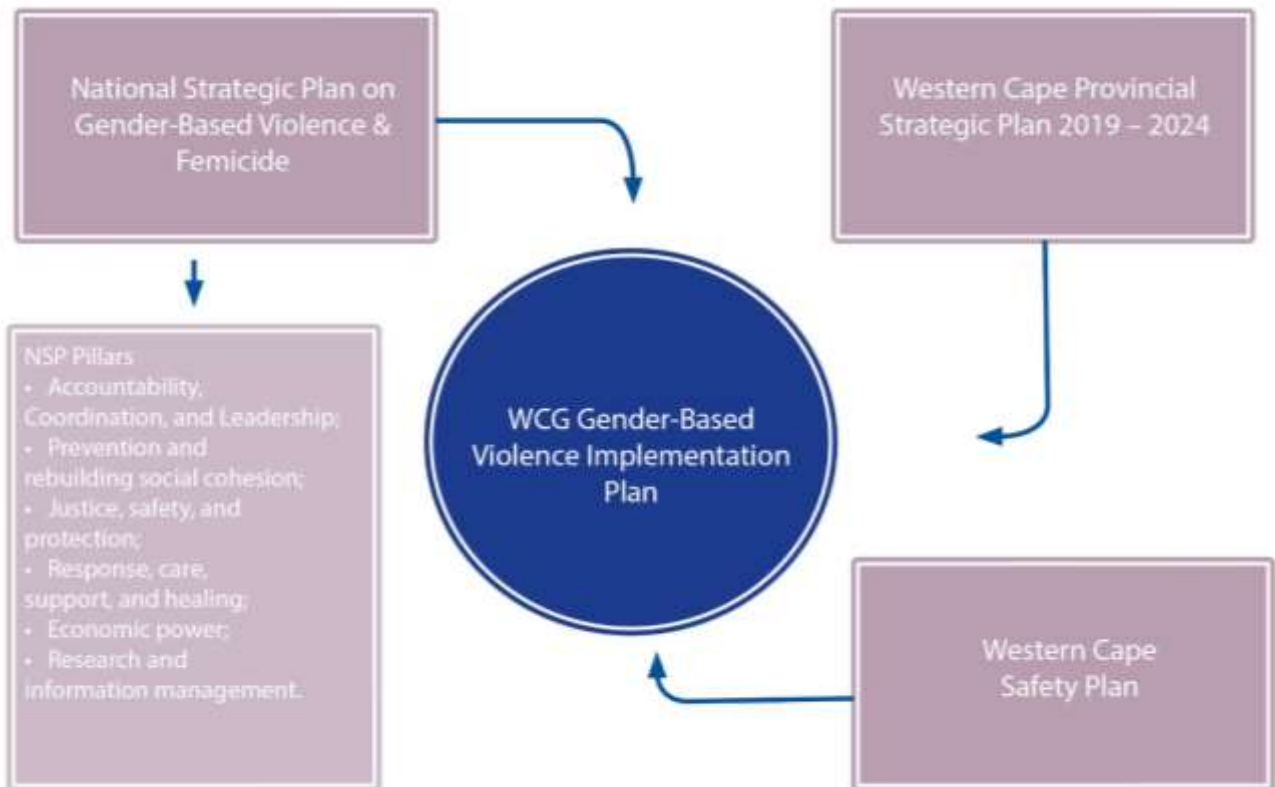 National Strategic Plan on
Gender-Based Violence &
Femicide
Western Cape Provincial
Strategic Plan 2019 – 2024
NSP Pillars
• Accountability,
Coordination, and Leadership;
• Prevention and
rebuilding social cohesion;
• Justice, safety, and
protection;
• Response, care,
support, and healing;
• Economic power;
• Research and
information management.
WCG Gender-Based
Violence Implementation
Plan
Western Cape
Safety Plan